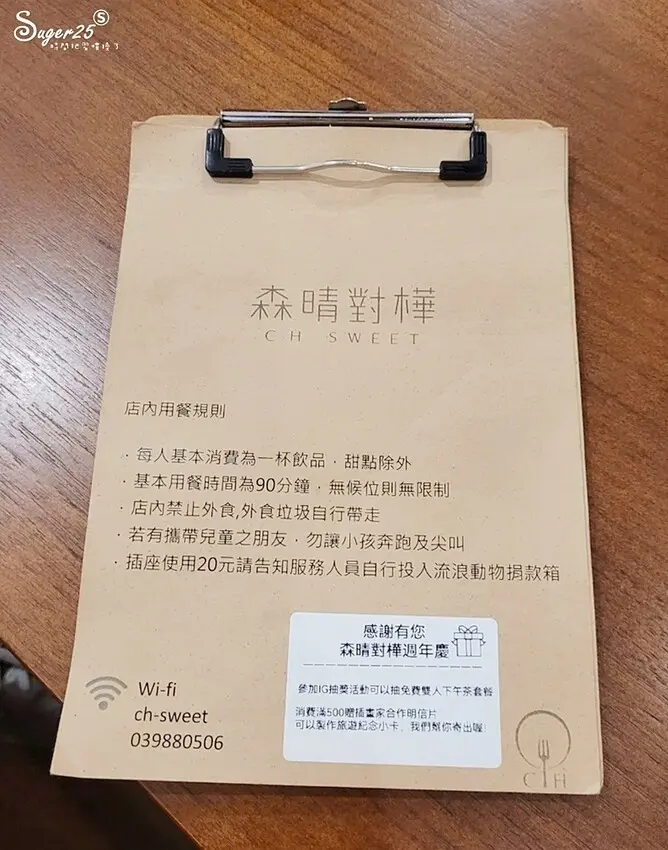 Suger25 S
時間把習慣換了
森晴對樺
CH SWEET
店內用餐規則
· 每人基本消費為一杯飲品，甜點除外
· 基本用餐時間為90分鐘，無候位則無限制
· 店內禁止外食,外食垃圾自行帶走
· 若有攜帶兒童之朋友，勿讓小孩奔跑及尖叫
· 插座使用20元請告知服務人員自行投入流浪動物捐款箱
感謝有您
森晴對樺週年慶
參加IG抽獎活動可以抽免費雙人下午茶套餐
消費滿500贈插畫家合作明信片
可以製作旅遊紀念小卡，我們幫你寄出喔!
Wi-fi
ch-sweet
039880506
CH